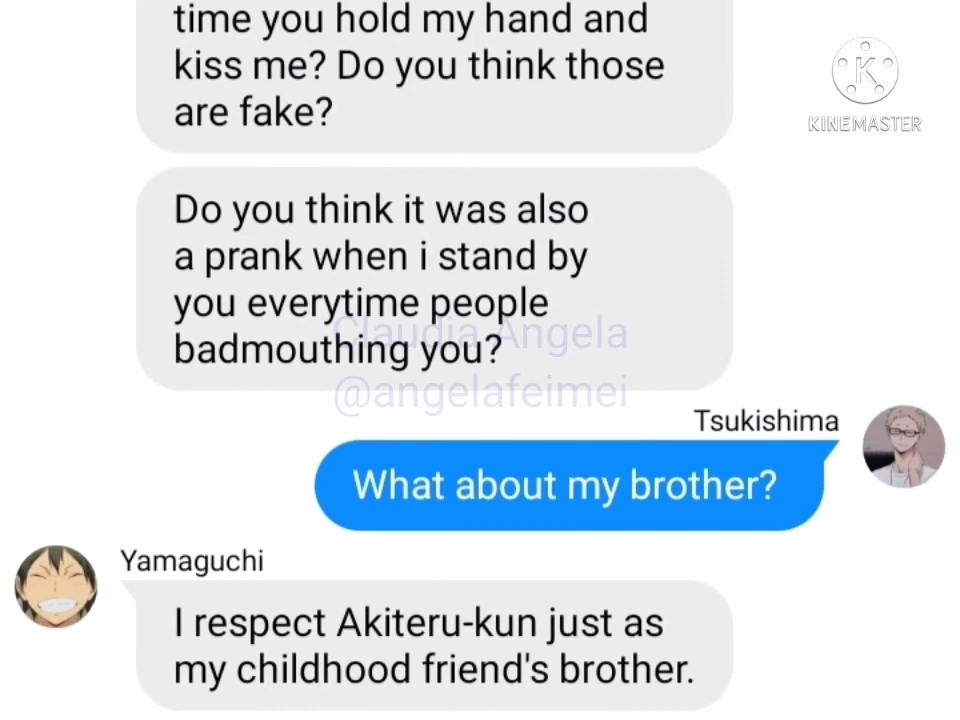 time you hold my hand and
kiss me? Do you think those
are fake?
K
KINEMASTER
Do you think it was also
a prank when i stand by
you everytime people
badmouthing you?
Claudia Angela
@angelafeimei
Tsukishima
What about my brother?
Yamaguchi
I respect Akiteru-kun just as
my childhood friend's brother.